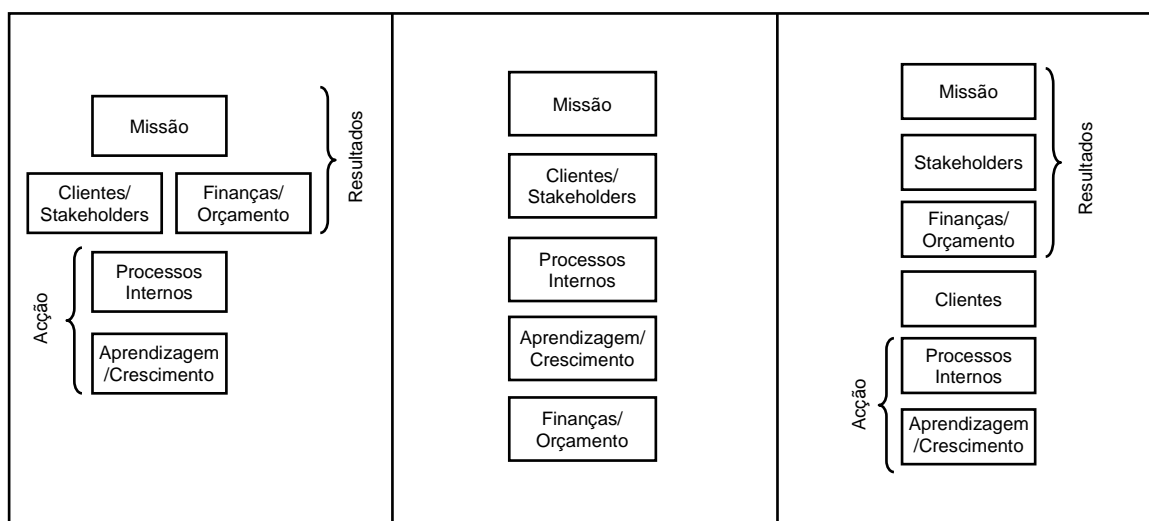 Missão
Clientes/
Stakeholders
Finanças/
Orçamento
Resultados
Processos
Internos
Aprendizagem
/Crescimento
Acção
Missão
Clientes/
Stakeholders
Processos
Internos
Aprendizagem/
Crescimento
Finanças/
Orçamento
Missão
Stakeholders
Finanças/
Orçamento
Resultados
Clientes
Processos
Internos
Aprendizagem
/Crescimento
Acção